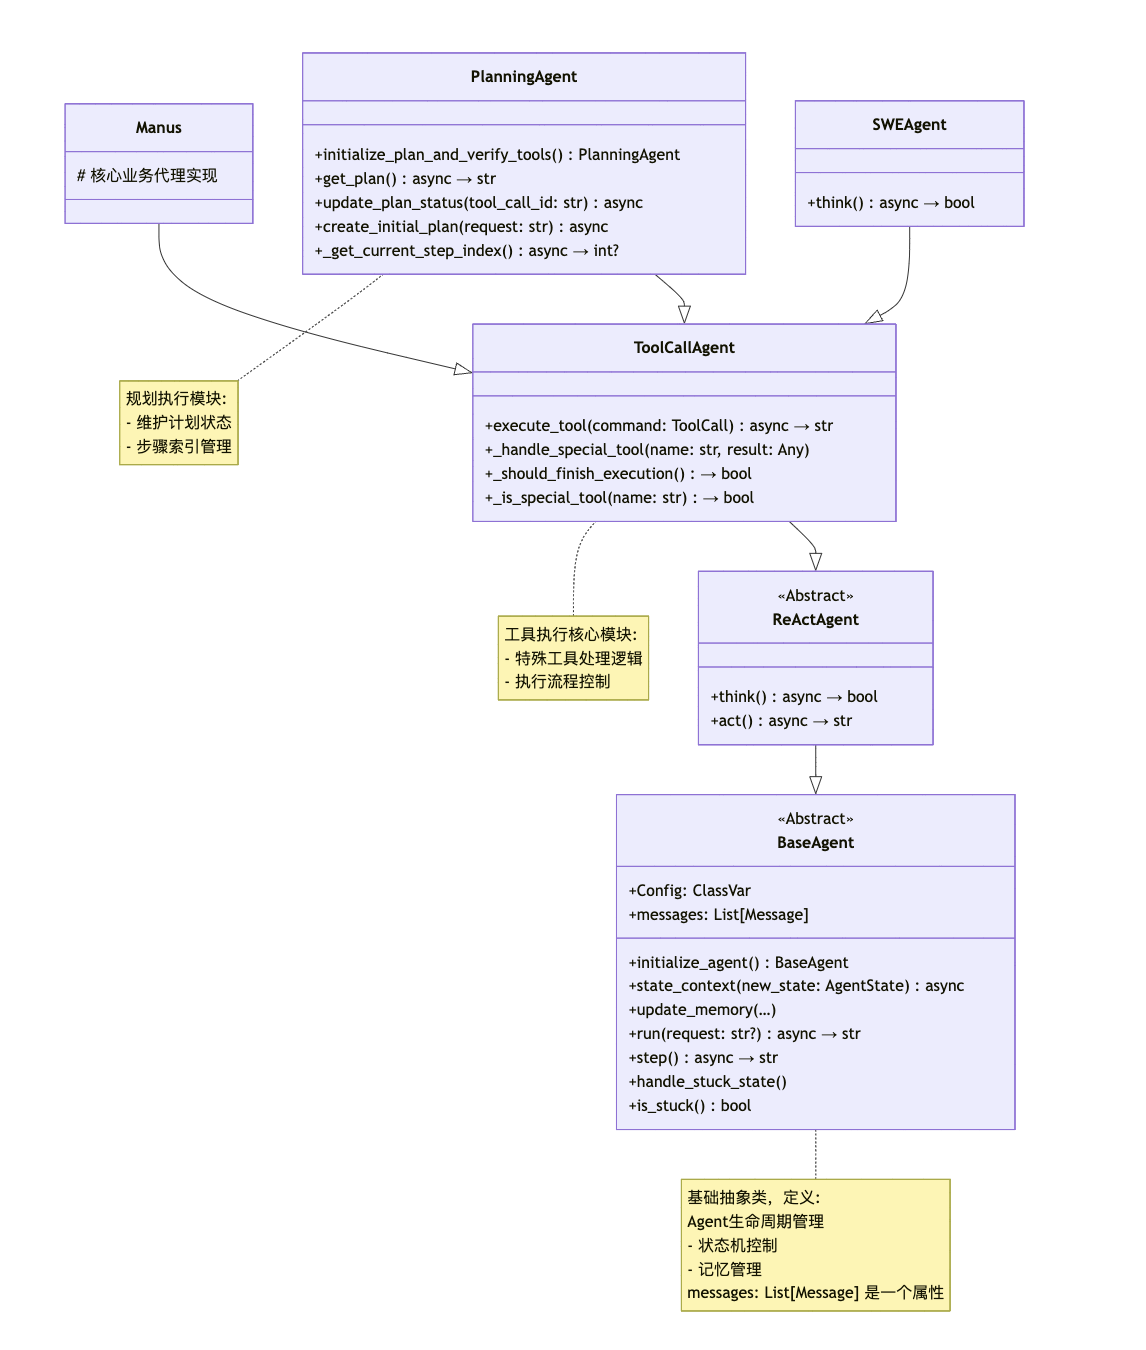 PlanningAgent
+initialize_plan_and_verify_tools() : PlanningAgent
+get_plan() : async → str
+update_plan_status(tool_call_id: str) : async
+create_initial_plan(request: str) : async
+_get_current_step_index() : async → int?
Manus
# 核心业务代理实现
SWEAgent
+think() : async → bool
ToolCallAgent
+execute_tool(command: ToolCall) : async → str
+_handle_special_tool(name: str, result: Any)
+_should_finish_execution() : → bool
+_is_special_tool(name: str) : → bool
规划执行模块:
- 维护计划状态
- 步骤索引管理
工具执行核心模块:
- 特殊工具处理逻辑
- 执行流程控制
«Abstract»
ReActAgent
+think() : async → bool
+act() : async → str
«Abstract»
BaseAgent
+Config: ClassVar
+messages: List[Message]
+initialize_agent() : BaseAgent
+state_context(new_state: AgentState) : async
+update_memory(...)
+run(request: str?) : async → str
+step() : async → str
+handle_stuck_state()
+is_stuck() : bool
基础抽象类，定义:
Agent生命周期管理
- 状态机控制
- 记忆管理
messages: List[Message] 是一个属性